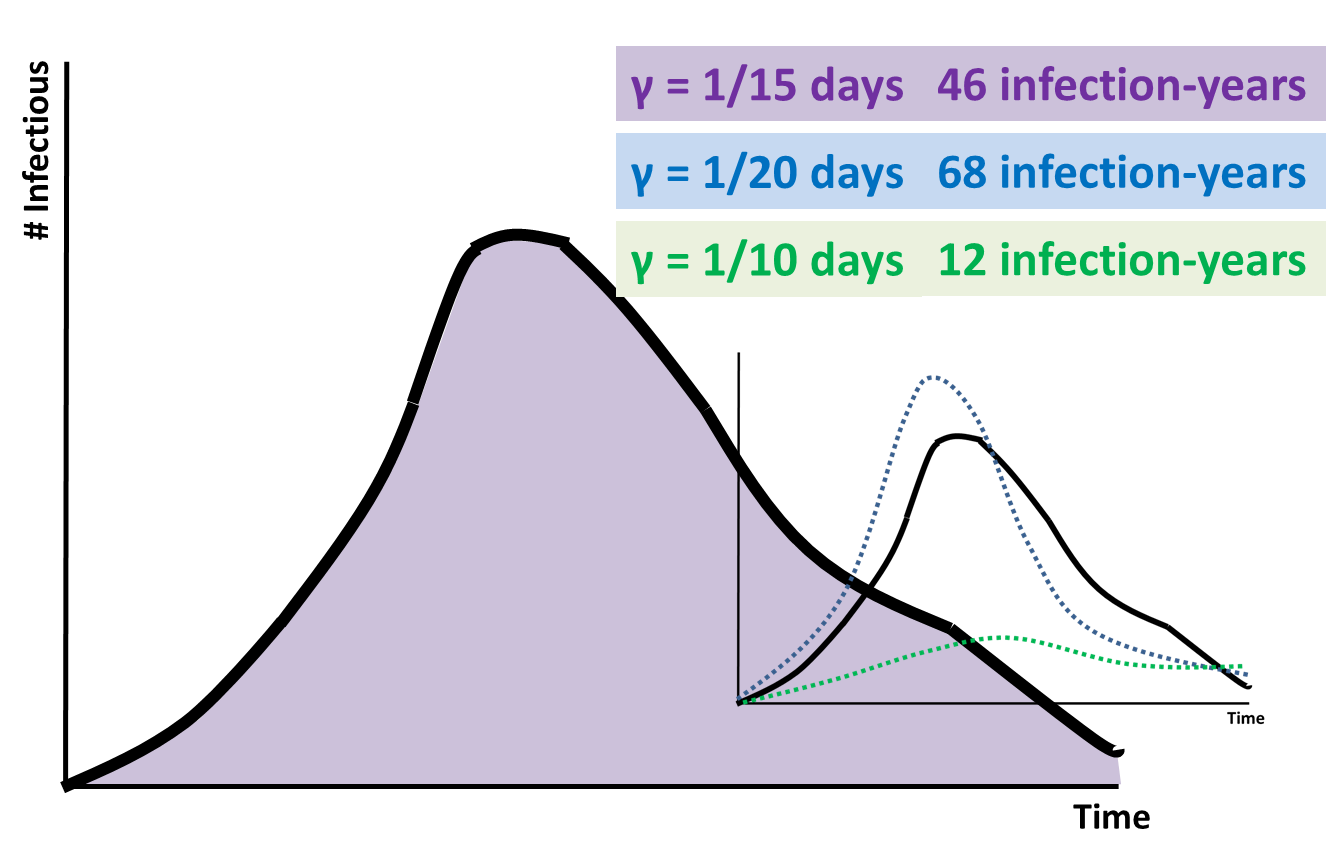 # Infectious
γ = 1/15 days 46 infection-years
γ = 1/20 days 68 infection-years
γ = 1/10 days 12 infection-years
Time
Time